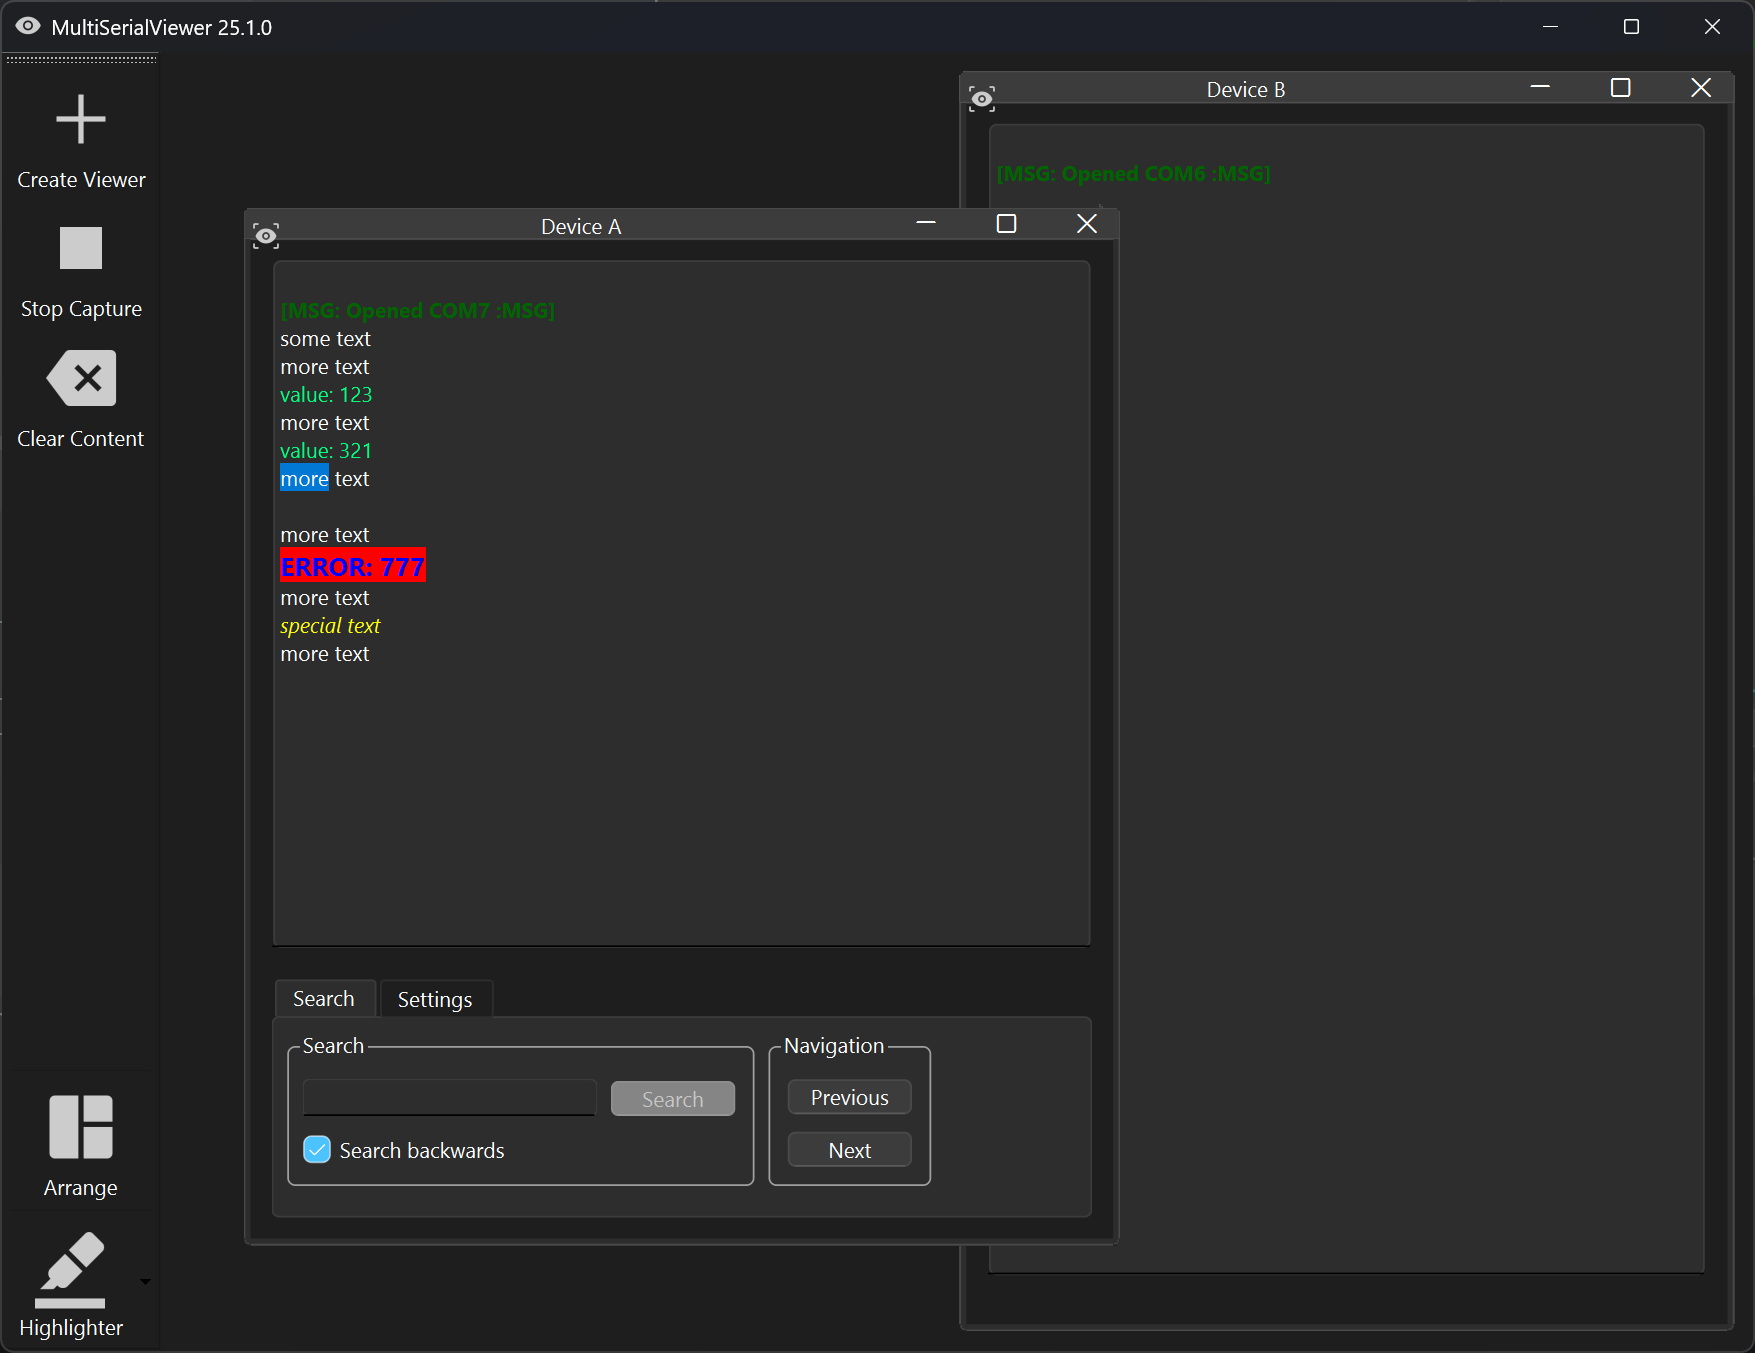 MultiSerialViewer 25.1.0
Create Viewer
Stop Capture
Clear Content
Arrange
Highlighter
Device B
[MSG: Opened COM6 :MSG]
Device A
[MSG: Opened COM7 :MSG]
some text
more text
value: 123
more text
value: 321
more text
more text
ERROR: 777
more text
special text
more text
Search
Settings
Search
Search
Search backwards
Navigation
Previous
Next